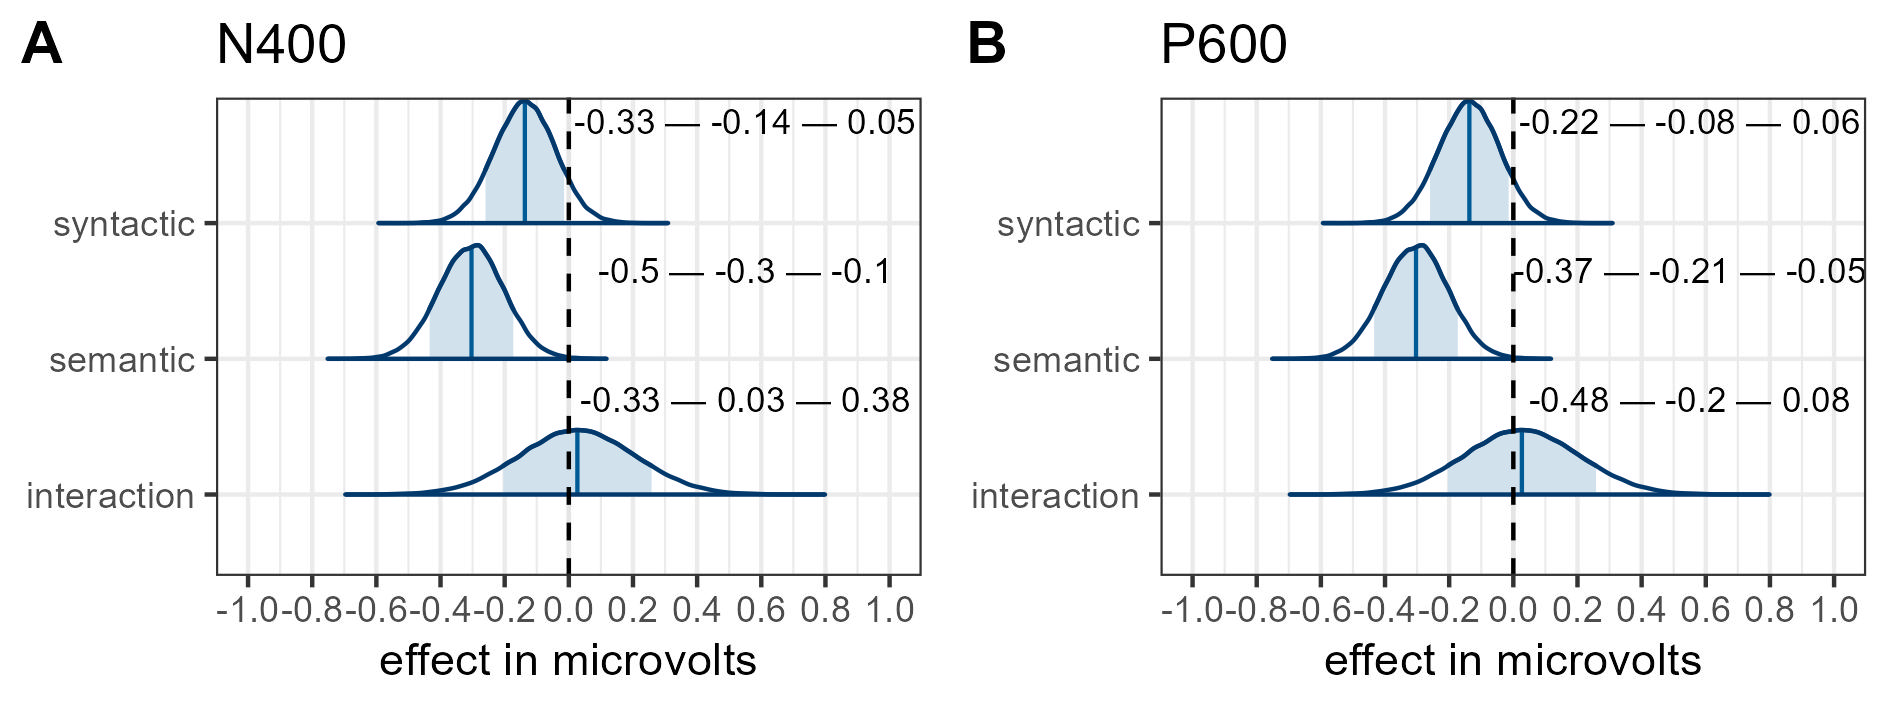 A N400
-0.33 — -0.14 — 0.05
syntactic
-0.5 — -0.3 — -0.1
semantic
-0.33 — 0.03 — 0.38
interaction
-1.0 -0.8 -0.6 -0.4 -0.2 0.0 0.2 0.4 0.6 0.8 1.0
effect in microvolts
B P600
-0.22 — -0.08 — 0.06
syntactic
-0.37 — -0.21 — -0.05
semantic
-0.48 — -0.2 — 0.08
interaction
-1.0 -0.8 -0.6 -0.4 -0.2 0.0 0.2 0.4 0.6 0.8 1.0
effect in microvolts